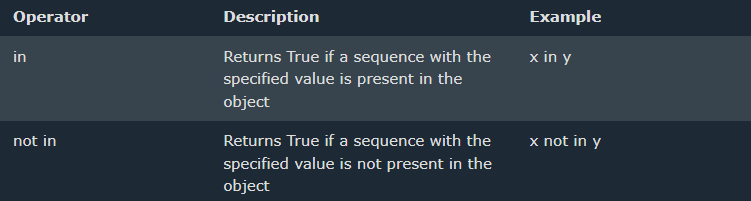 Operator Description Example
in Returns True if a sequence with the x in y
specified value is present in the
object
not in Returns True if a sequence with the x not in y
specified value is not present in the
object